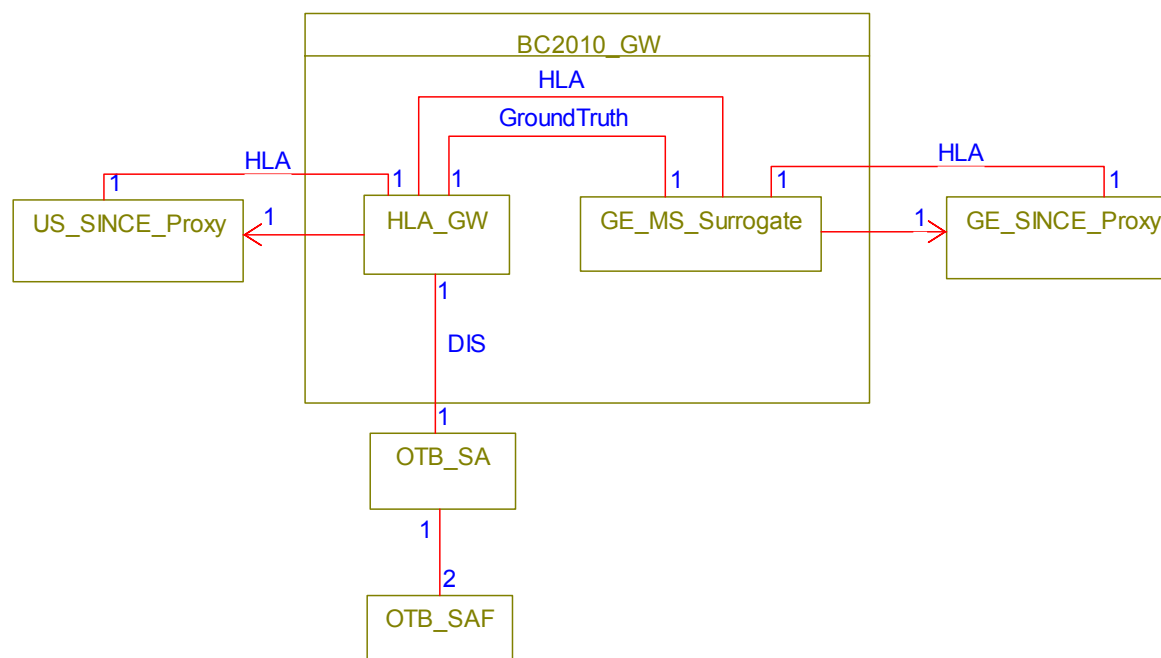 BC2010_GW
HLA
GroundTruth
HLA
HLA
1
1
1
1
1
1
US_SINCE_Proxy
1
HLA_GW
GE_MS_Surrogate
1
GE_SINCE_Proxy
1
DIS
1
OTB_SA
1
2
OTB_SAF